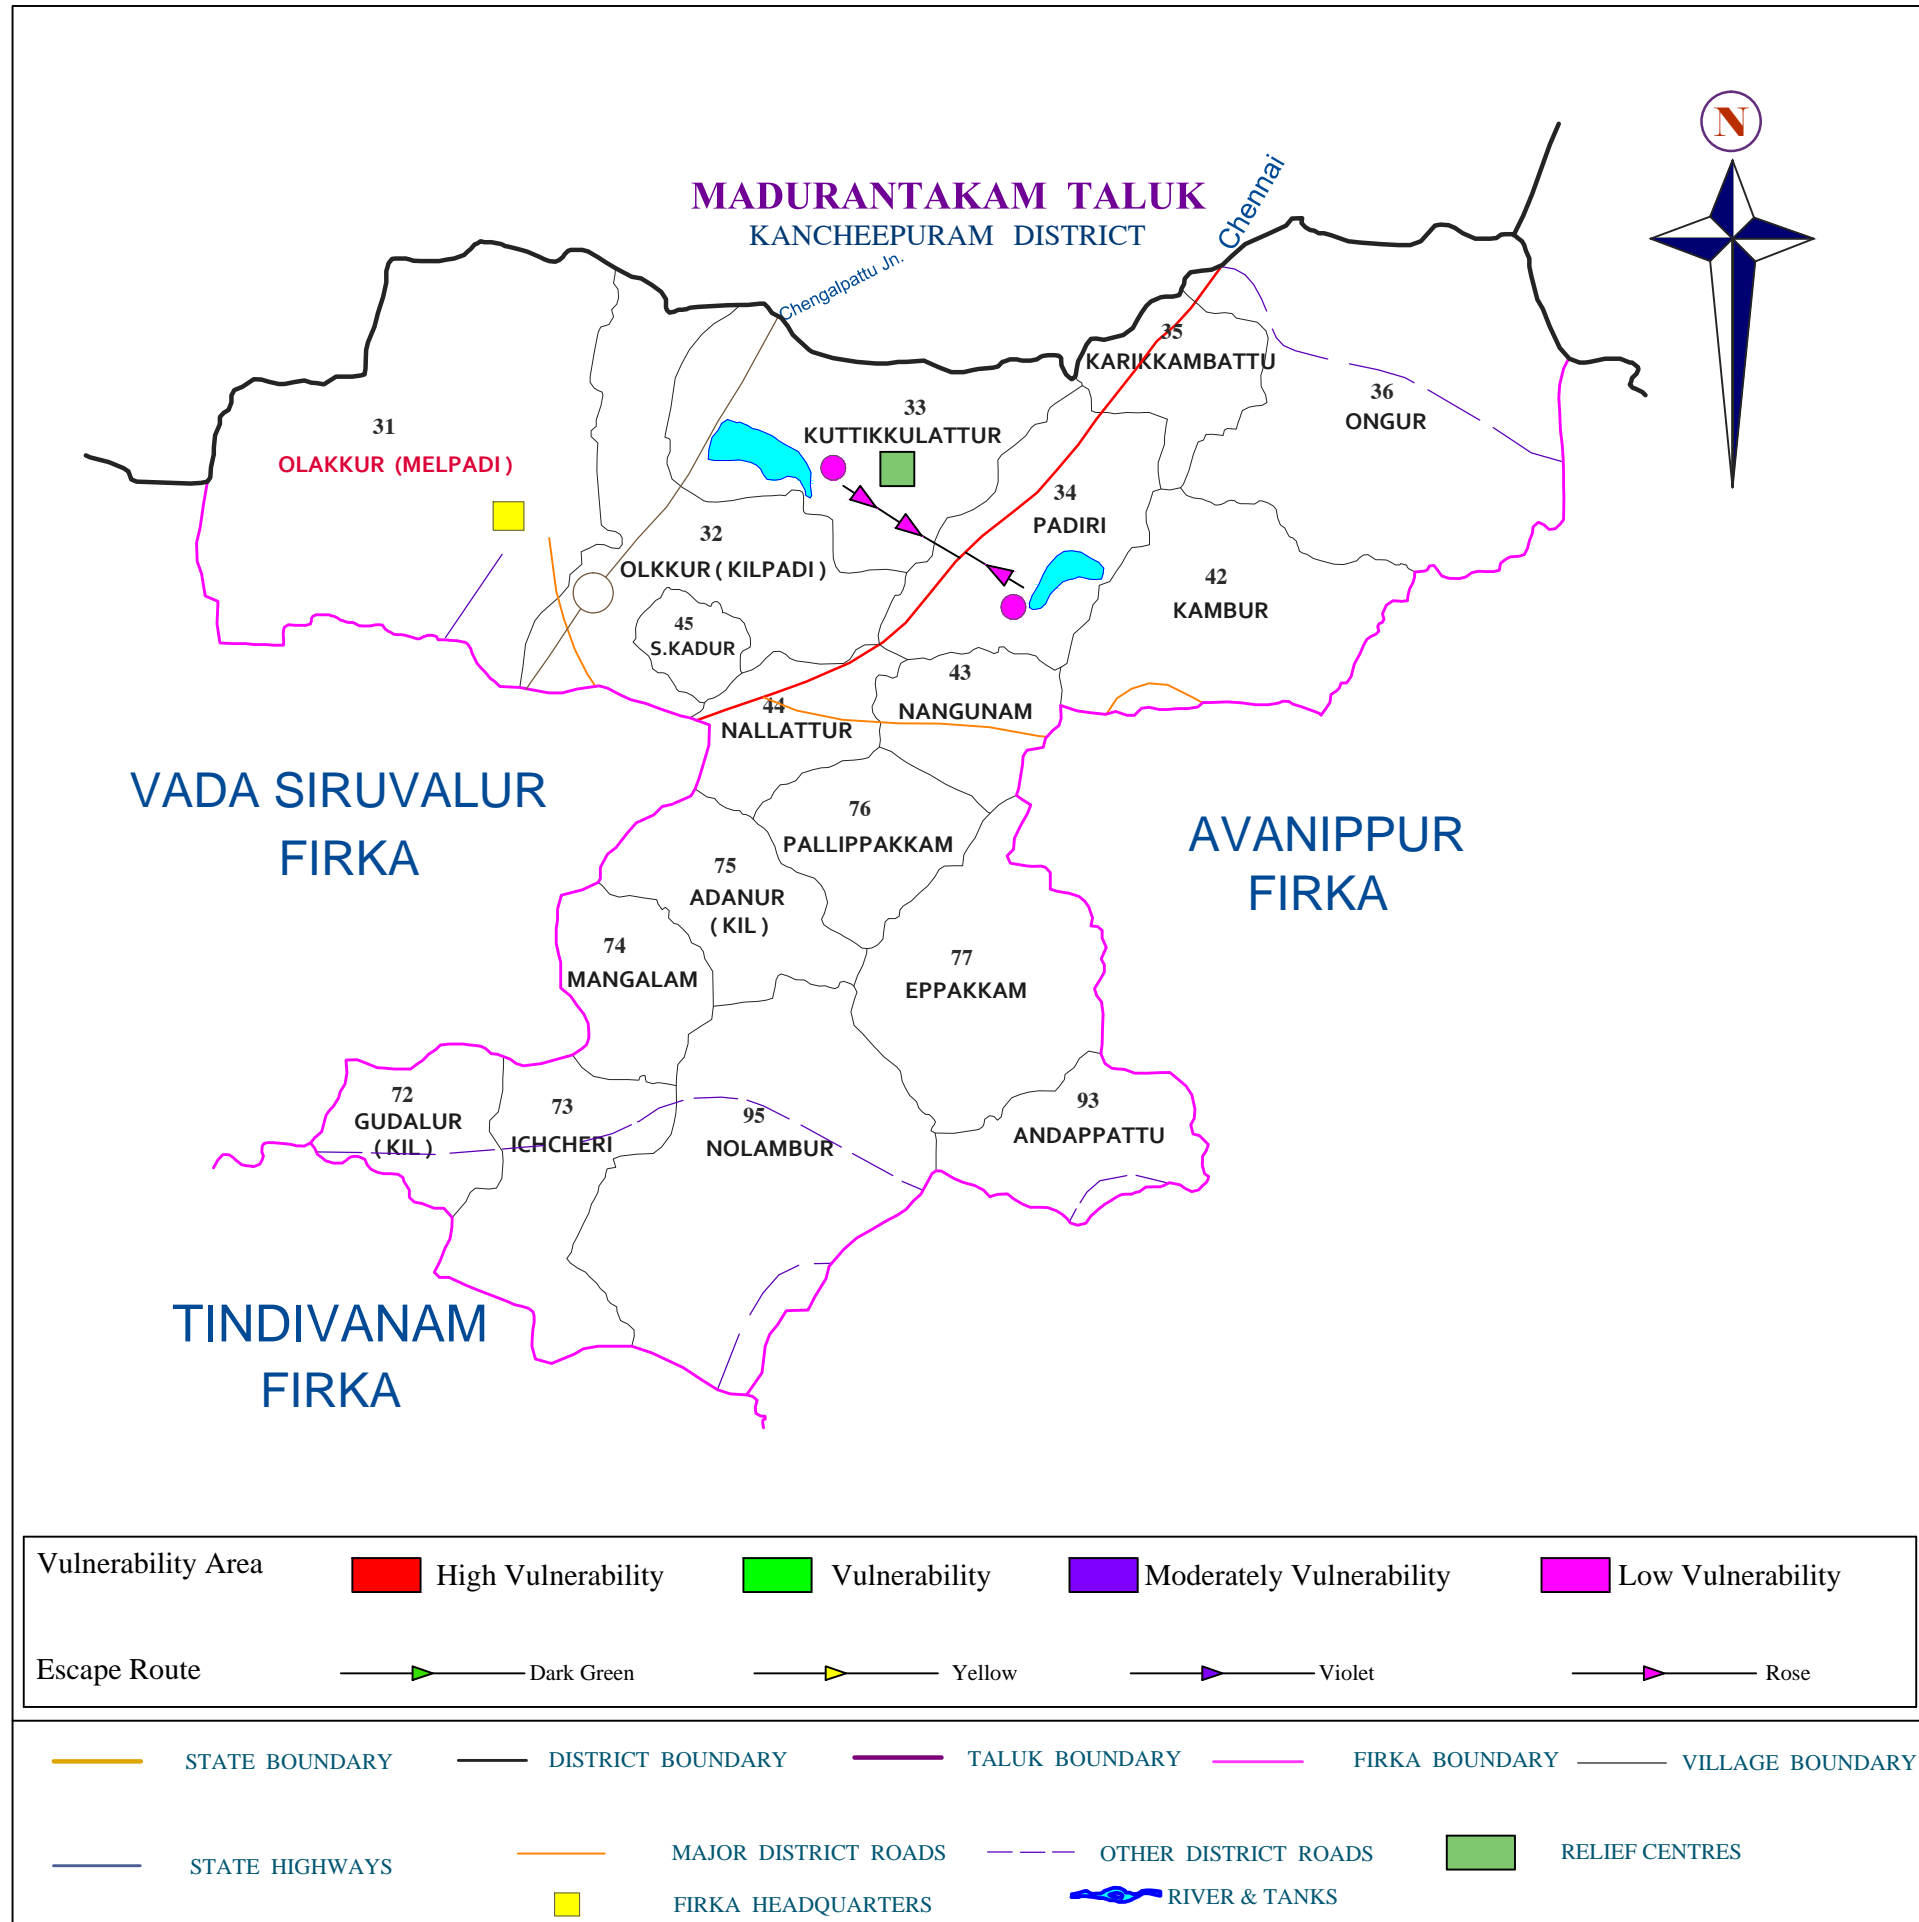 N
Chennai
MADURANTAKAM TALUK
KANCHEEPURAM DISTRICT
Chengalpattu Jn.
35
KARIKKAMBATTU
36
ONGUR
33
KUTTIKKULATTUR
31
OLAKKUR (MELPADI)
34
PADIRI
32
OLKKUR ( KILPADI )
42
KAMBUR
45
S.KADUR
43
NANGUNAM
44
NALLATTUR
VADA SIRUVALUR
FIRKA
76
PALLIPPAKKAM
AVANIPPUR
FIRKA
75
ADANUR
( KIL )
74
MANGALAM
77
EPPAKKAM
72
GUDALUR
( KIL )
73
ICHCHERI
95
NOLAMBUR
93
ANDAPPATTU
TINDIVANAM
FIRKA
Vulnerability Area High Vulnerability Vulnerability Moderately Vulnerability Low Vulnerability
Escape Route Dark Green Yellow Violet Rose
STATE BOUNDARY DISTRICT BOUNDARY TALUK BOUNDARY FIRKA BOUNDARY VILLAGE BOUNDARY
STATE HIGHWAYS MAJOR DISTRICT ROADS OTHER DISTRICT ROADS RELIEF CENTRES
FIRKA HEADQUARTERS RIVER & TANKS